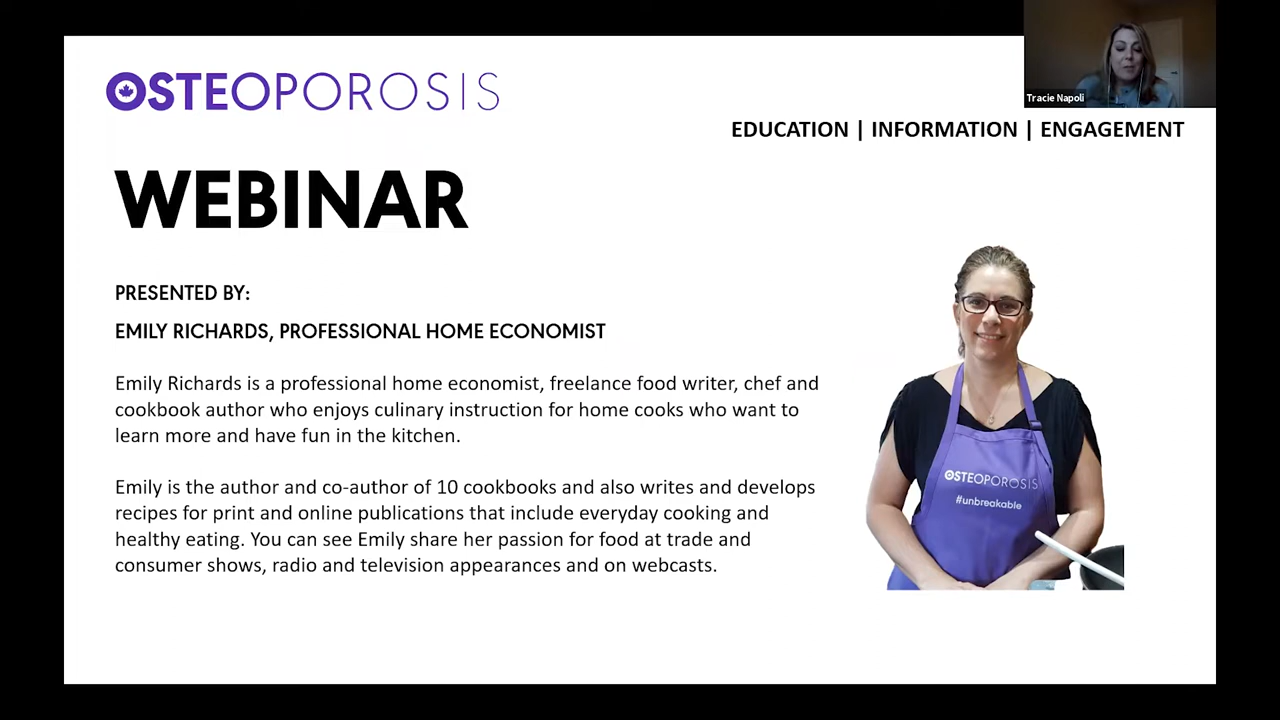 OSTEOPOROSIS
Tracie Napoli
EDUCATION | INFORMATION | ENGAGEMENT
WEBINAR
PRESENTED BY:
EMILY RICHARDS, PROFESSIONAL HOME ECONOMIST
Emily Richards is a professional home economist, freelance food writer, chef and
cookbook author who enjoys culinary instruction for home cooks who want to
learn more and have fun in the kitchen.
Emily is the author and co-author of 10 cookbooks and also writes and develops
recipes for print and online publications that include everyday cooking and
healthy eating. You can see Emily share her passion for food at trade and
consumer shows, radio and television appearances and on webcasts.
OSTEOPOROSIS
#unbreakable